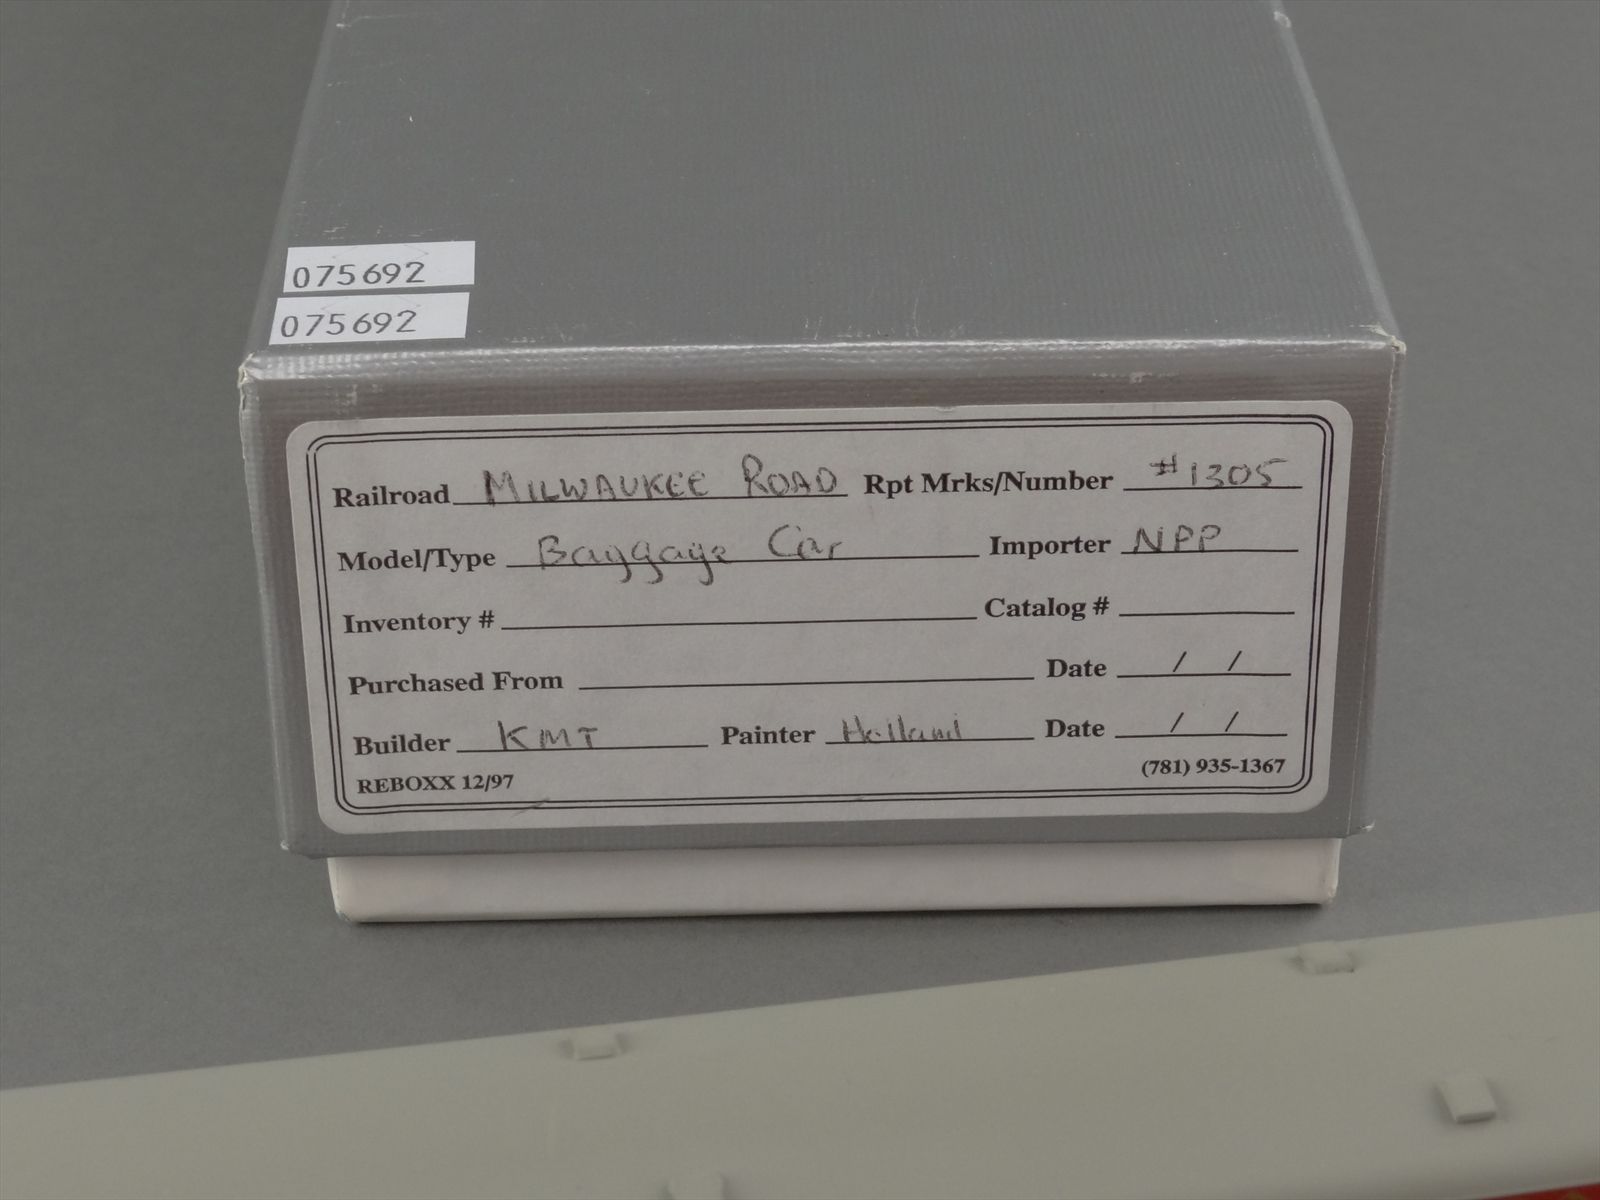 075692
075692
Railroad MILWAUKEE ROAD Rpt Mrks/Number #1305
Model/Type Baggage Car Importer NPP
Inventory # Catalog #
Purchased From Date / /
Builder KMT Painter Holland Date / /
REBOXX 12/97 (781) 935-1367